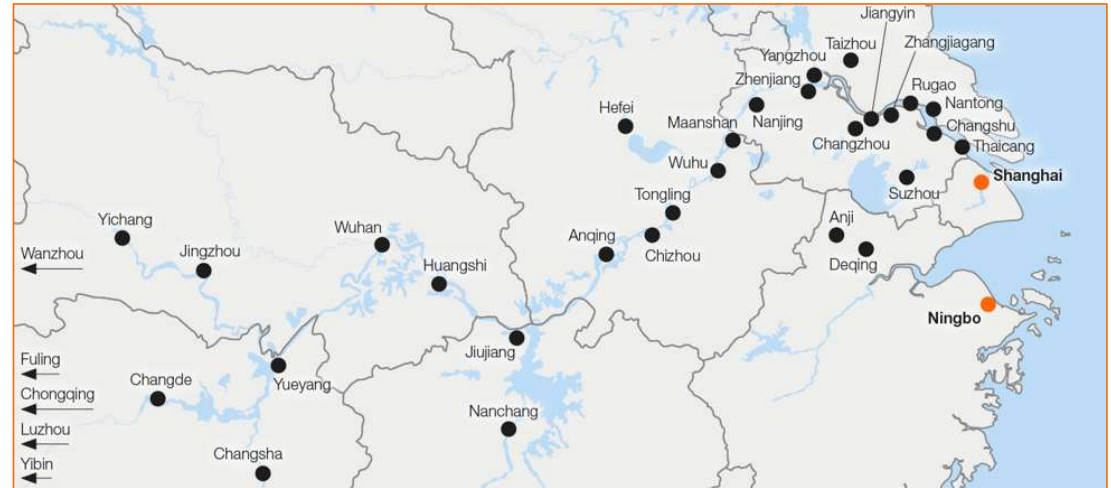 Jiangyin
Taizhou
Zhangjiagang
Yangzhou
Zhenjiang
Rugao
Hefei
Nanjing
Nantong
Maanshan
Changshu
Changzhou
Thaicang
Wuhu
Shanghai
Tongling
Suzhou
Yichang
Wuhan
Anji
Anqing
Wanzhou
Jingzhou
Chizhou
Deqing
Huangshi
Ningbo
Jiujiang
Fuling
Changde
Yueyang
Chongqing
Nanchang
Luzhou
Changsha
Yibin